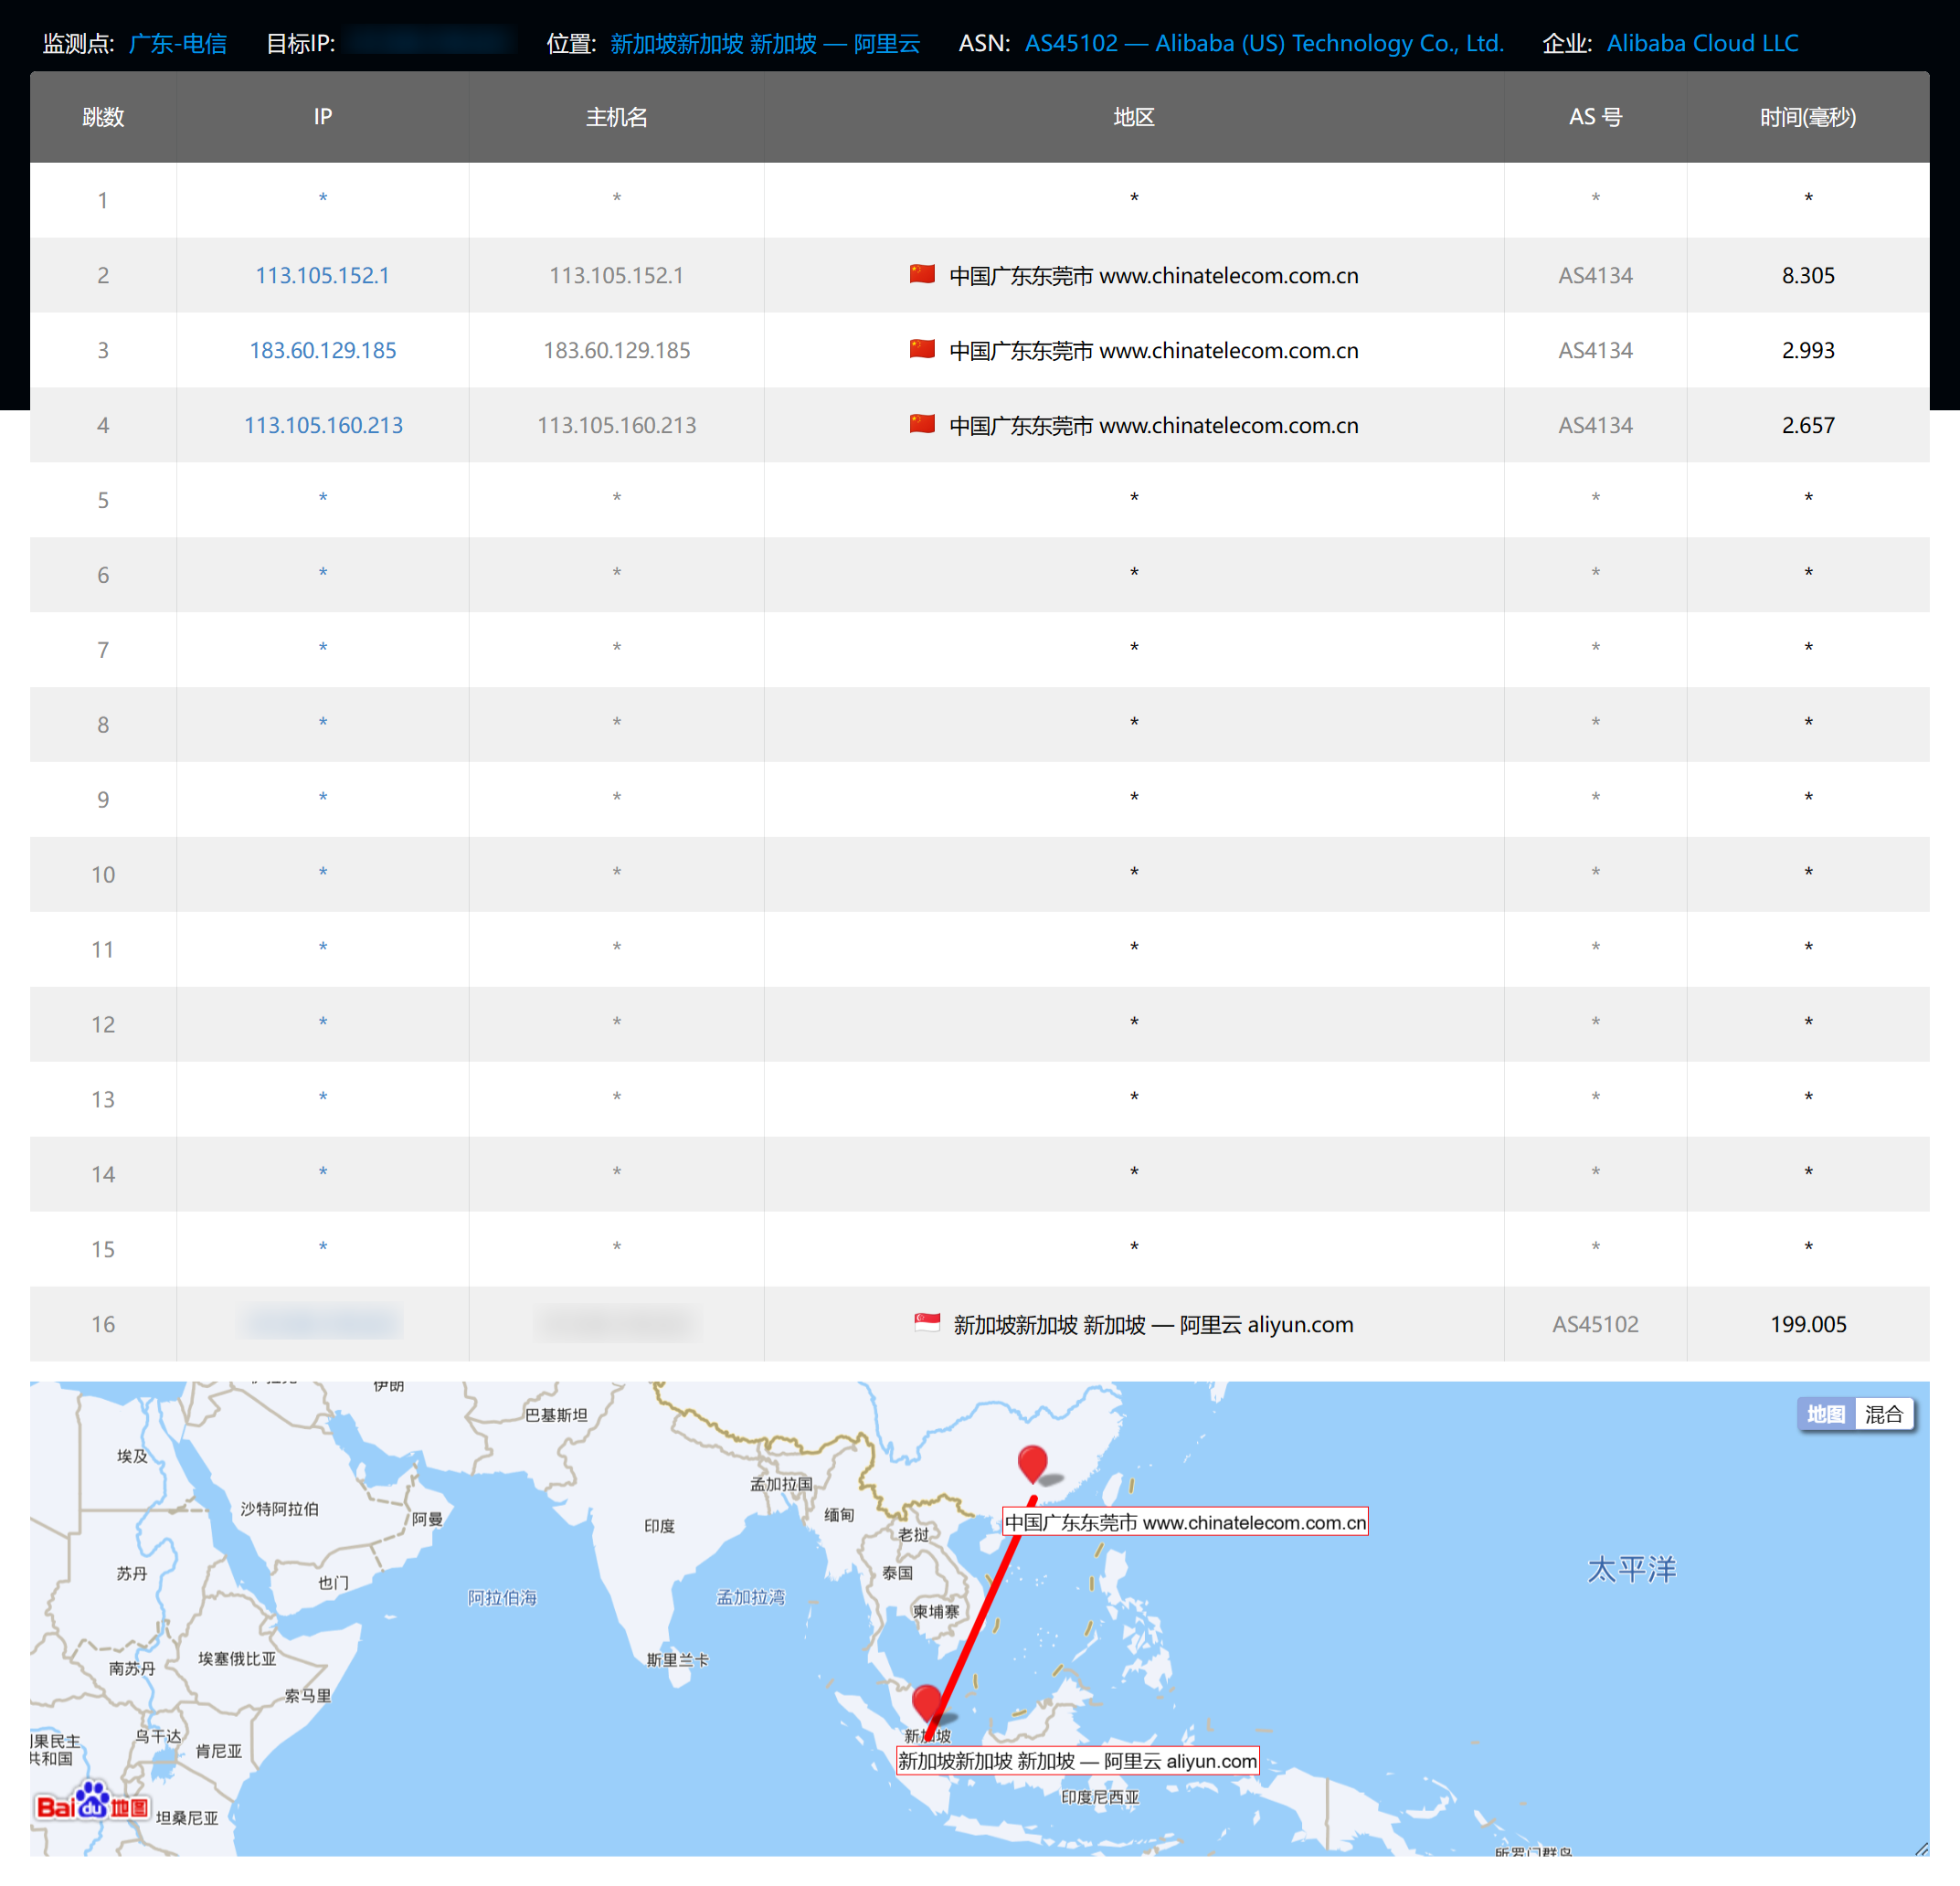 监测点: 广东-电信 目标IP: 位置: 新加坡新加坡 新加坡 — 阿里云 ASN: AS45102 — Alibaba (US) Technology Co., Ltd. 企业: Alibaba Cloud LLC
跳数 IP 主机名 地区 AS 号 时间(毫秒)
1 * * * * *
2 113.105.152.1 113.105.152.1 中国广东东莞市 www.chinatelecom.com.cn AS4134 8.305
3 183.60.129.185 183.60.129.185 中国广东东莞市 www.chinatelecom.com.cn AS4134 2.993
4 113.105.160.213 113.105.160.213 中国广东东莞市 www.chinatelecom.com.cn AS4134 2.657
5 * * * * *
6 * * * * *
7 * * * * *
8 * * * * *
9 * * * * *
10 * * * * *
11 * * * * *
12 * * * * *
13 * * * * *
14 * * * * *
15 * * * * *
16 新加坡新加坡 新加坡 — 阿里云 aliyun.com AS45102 199.005
伊朗
巴基斯坦
地图 混合
埃及
孟加拉国
沙特阿拉伯
阿曼
缅甸
印度
中国广东东莞市 www.chinatelecom.com.cn
老挝
苏丹
泰国
太平洋
也门
阿拉伯海
孟加拉湾
柬埔寨
埃塞俄比亚
斯里兰卡
南苏丹
索马里
乌干达
新加坡
刚果民主
共和国
肯尼亚
新加坡新加坡 新加坡 — 阿里云 aliyun.com
印度尼西亚
Bai du 地图
坦桑尼亚
所罗门群岛